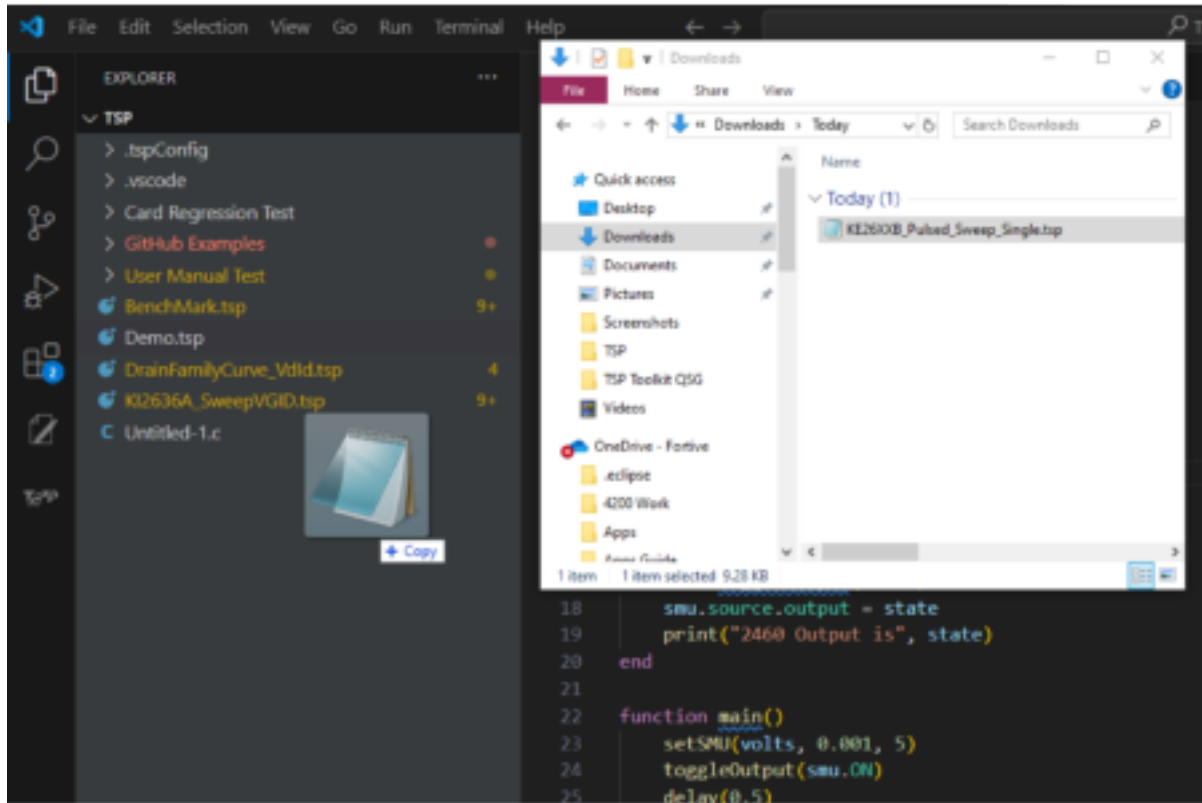 File Edit Selection View Go Run Terminal Help
EXPLORER
TSP
.tspConfig
.vscode
Card Regression Test
GitHub Examples
User Manual Test
BenchMark.tsp 9+
Demo.tsp
DrainFamilyCurve_VdId.tsp 4
KI2636A_SweepVGID.tsp 9+
C Untitled-1.c
2
+ Copy
Downloads
File Home Share View
Downloads › Today
Search Downloads
Quick access
Desktop
Downloads
Documents
Pictures
Screenshots
TSP
TSP Toolkit QSG
Videos
OneDrive - Fortive
.eclipse
4200 Work
Apps
Apps Guide
Name
Today (1)
KE26XXB_Pulsed_Sweep_Single.tsp
1 item 1 item selected 9.28 KB
18 smu.source.output = state
19 print("2460 Output is", state)
20 end
21
22 function main()
23 setSMU(volts, 0.001, 5)
24 toggleOutput(smu.ON)
25 delay(0.5)